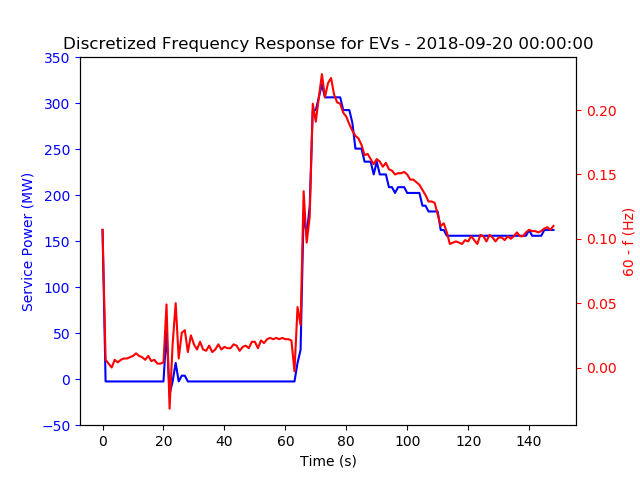 Discretized Frequency Response for EVs - 2018-09-20 00:00:00
350
300
250
200
150
100
50
0
−50
Service Power (MW)
0.20
0.15
0.10
0.05
0.00
60 - f (Hz)
0 20 40 60 80 100 120 140
Time (s)